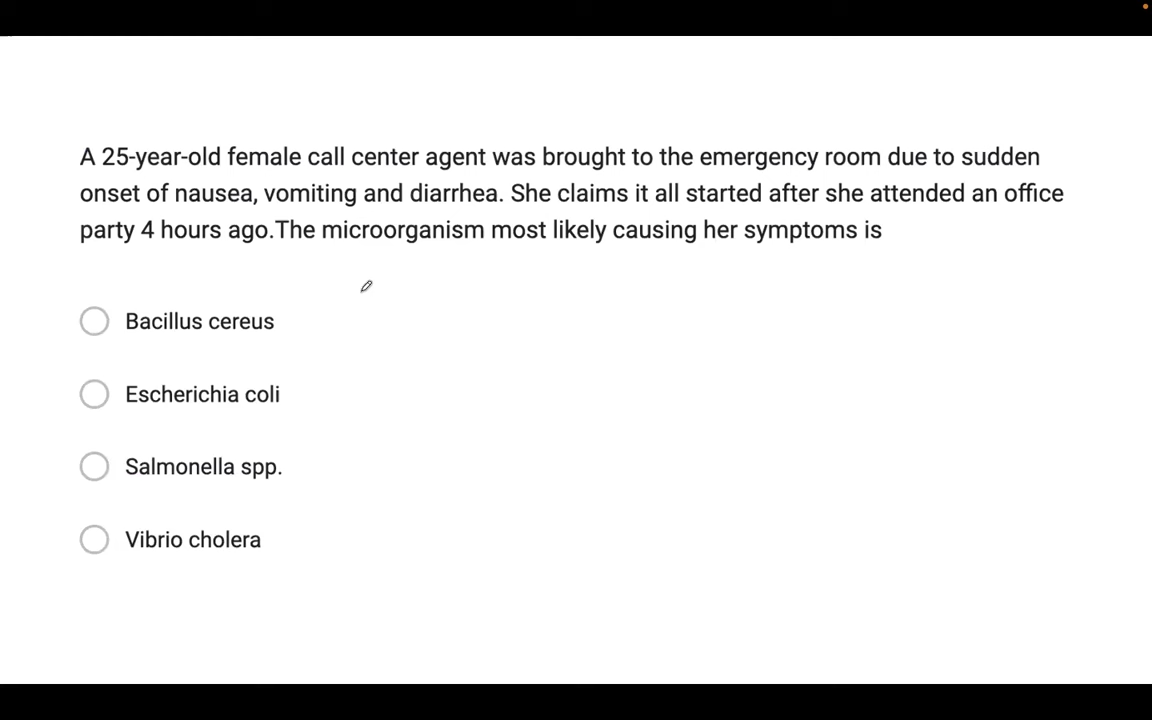 A 25-year-old female call center agent was brought to the emergency room due to sudden
onset of nausea, vomiting and diarrhea. She claims it all started after she attended an office
party 4 hours ago.The microorganism most likely causing her symptoms is
Bacillus cereus
Escherichia coli
Salmonella spp.
Vibrio cholera